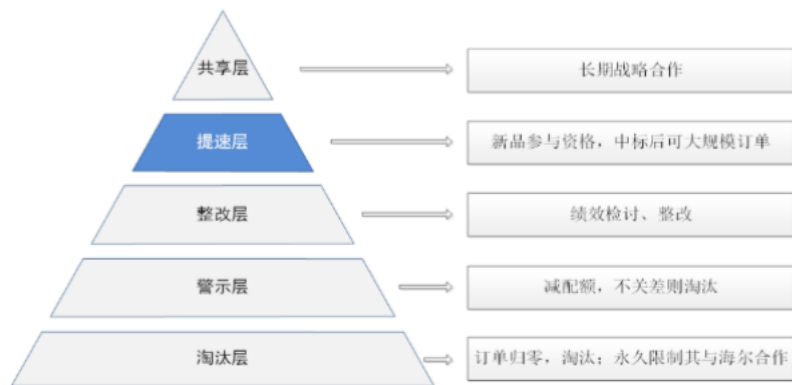 共享层
长期战略合作
提速层
新品参与资格，中标后可大规模订单
整改层
绩效检讨、整改
警示层
减配额，不关差则淘汰
淘汰层
订单归零，淘汰；永久限制其与海尔合作